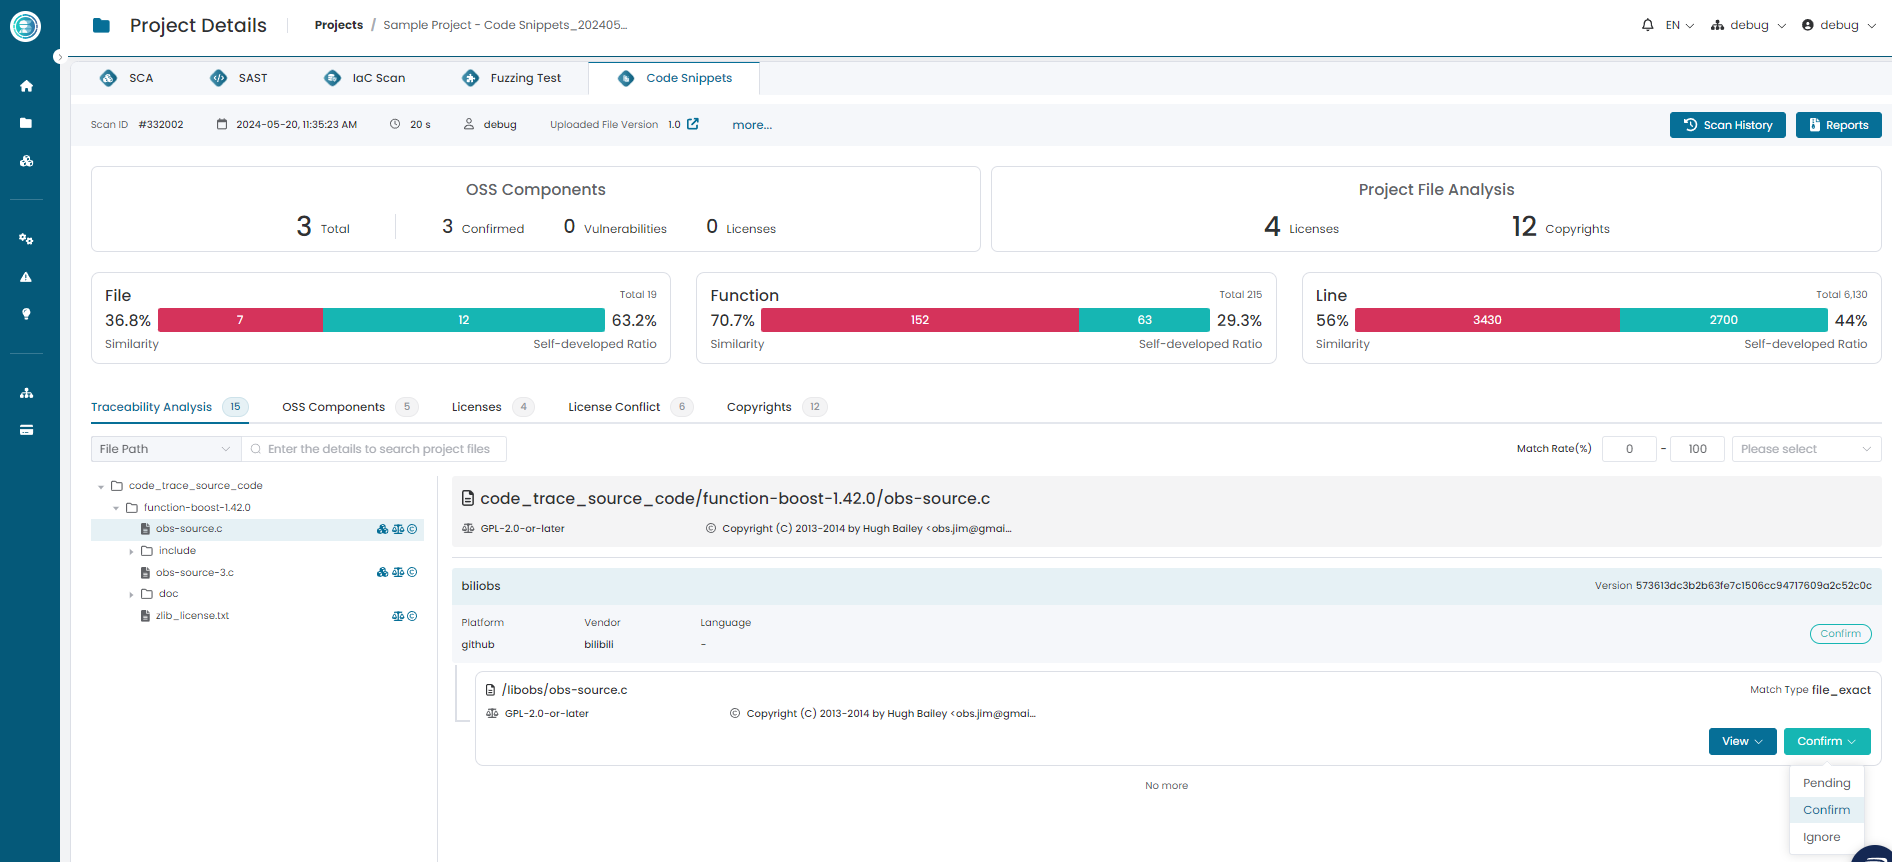 Project Details
Projects / Sample Project - Code Snippets_202405...
EN
debug
debug
SCA
SAST
IaC Scan
Fuzzing Test
Code Snippets
Scan ID #332002
2024-05-20, 11:35:23 AM
20 s
debug
Uploaded File Version 1.0
more...
Scan History
Reports
OSS Components
3 Total
3 Confirmed
0 Vulnerabilities
0 Licenses
Project File Analysis
4 Licenses
12 Copyrights
File
Total 19
36.8% 7 12 63.2%
Similarity
Self-developed Ratio
Function
Total 215
70.7% 152 63 29.3%
Similarity
Self-developed Ratio
Line
Total 6,130
56% 3430 2700 44%
Similarity
Self-developed Ratio
Traceability Analysis 15
OSS Components 5
Licenses 4
License Conflict 6
Copyrights 12
File Path
Enter the details to search project files
Match Rate(%) 0 - 100
Please select
code_trace_source_code
function-boost-1.42.0
obs-source.c
include
obs-source-3.c
doc
zlib_license.txt
code_trace_source_code/function-boost-1.42.0/obs-source.c
GPL-2.0-or-later
Copyright (C) 2013-2014 by Hugh Bailey <obs.jim@gmai...
biliobs
Version 573613dc3b2b63fe7c1506cc94717609a2c52c0c
Platform
Vendor
Language
github
bilibili
-
Confirm
/libobs/obs-source.c
Match Type file_exact
GPL-2.0-or-later
Copyright (C) 2013-2014 by Hugh Bailey <obs.jim@gmai...
View
Confirm
No more
Pending
Confirm
Ignore